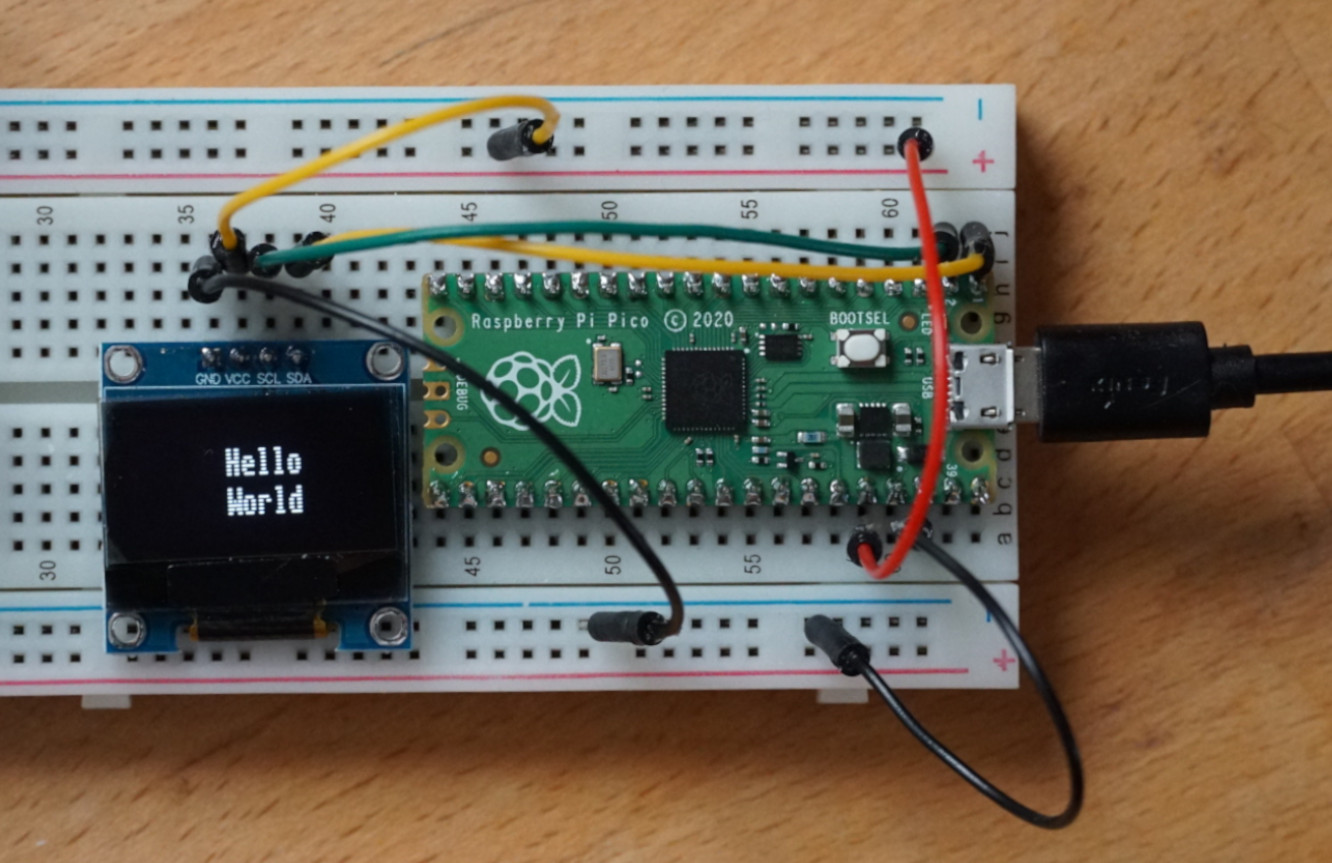 30 35 40 45 50 55 60
j
i
h
g
Raspberry Pi Pico © 2020
BOOTSEL
LED
USB
DEBUG
GND VCC SCL SDA
Hello
World
39
d
c
b
a
30 45 50 55